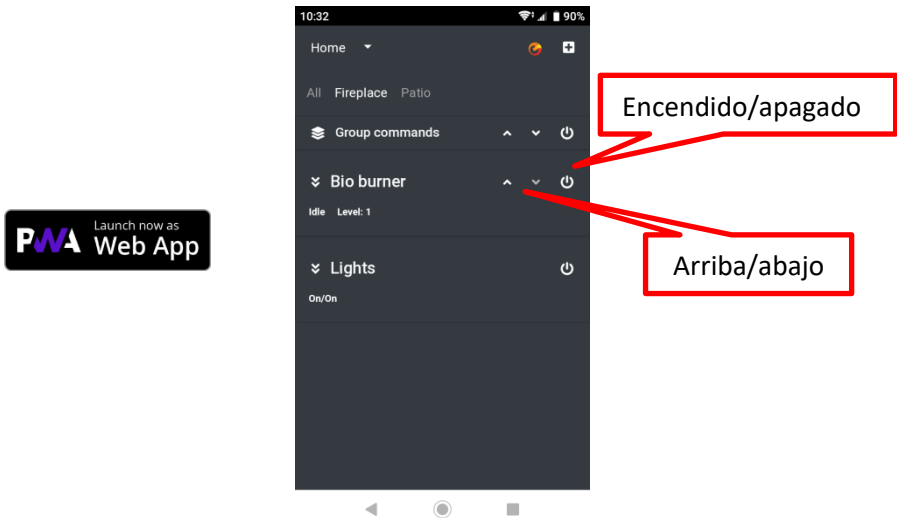 10:32
90%
Home
All Fireplace Patio
Group commands
Bio burner
Idle Level: 1
Lights
On/On
Encendido/apagado
Arriba/abajo
PWA
Launch now as
Web App